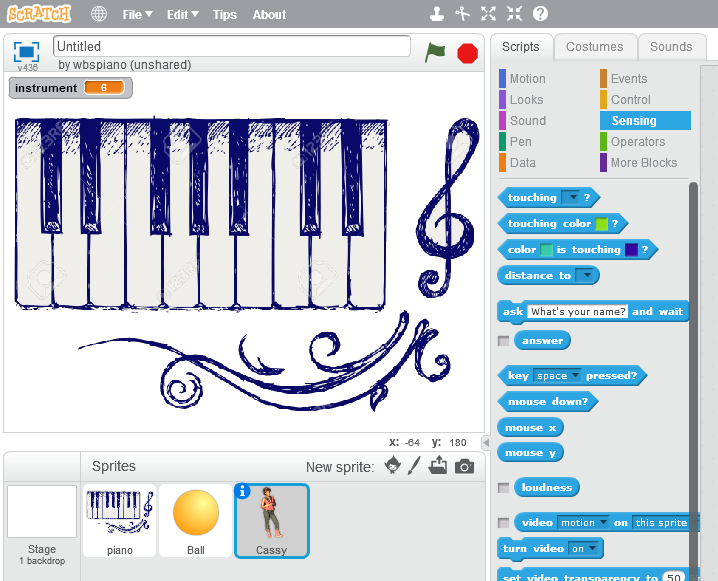 SCRATCH File Edit Tips About
Untitled
v436
by wbspiano (unshared)
instrument 6
x: -64 y: 180
Sprites New sprite:
Stage
1 backdrop
piano
Ball
Cassy
Scripts Costumes Sounds
Motion Events
Looks Control
Sound Sensing
Pen Operators
Data More Blocks
touching ?
touching color ?
color is touching ?
distance to
ask What's your name? and wait
answer
key space pressed?
mouse down?
mouse x
mouse y
loudness
video motion on this sprite
turn video on
set video transparency to 50